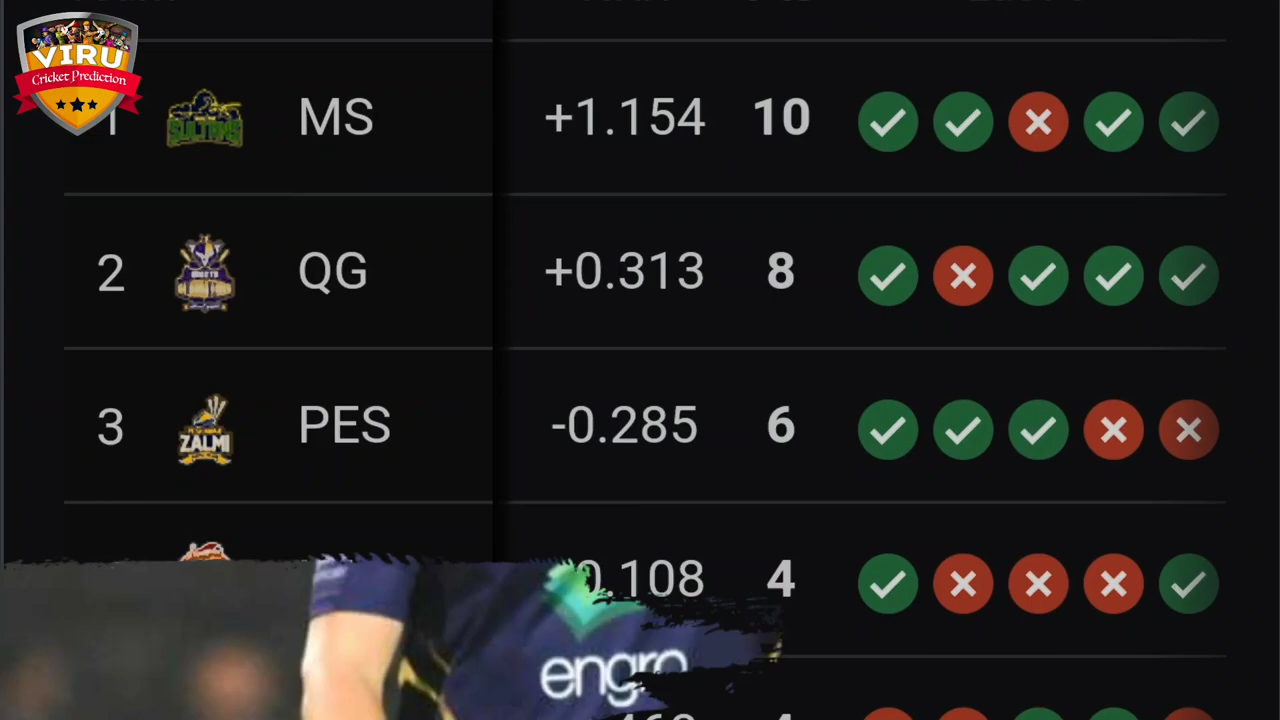 VIRU
Cricket Prediction
1 SULTANS MS +1.154 10
2 QG +0.313 8
3 ZALMI PES -0.285 6
0.108 4
engro